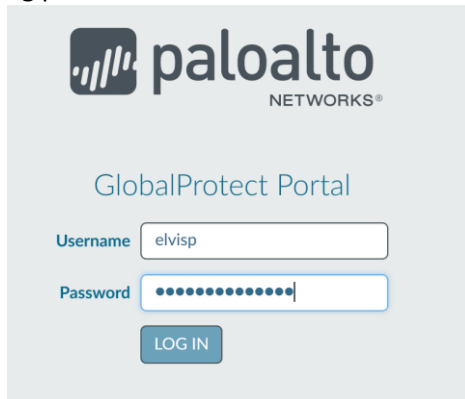 paloalto
NETWORKS®
GlobalProtect Portal
Username elvisp
Password ••••••••••••••
LOG IN